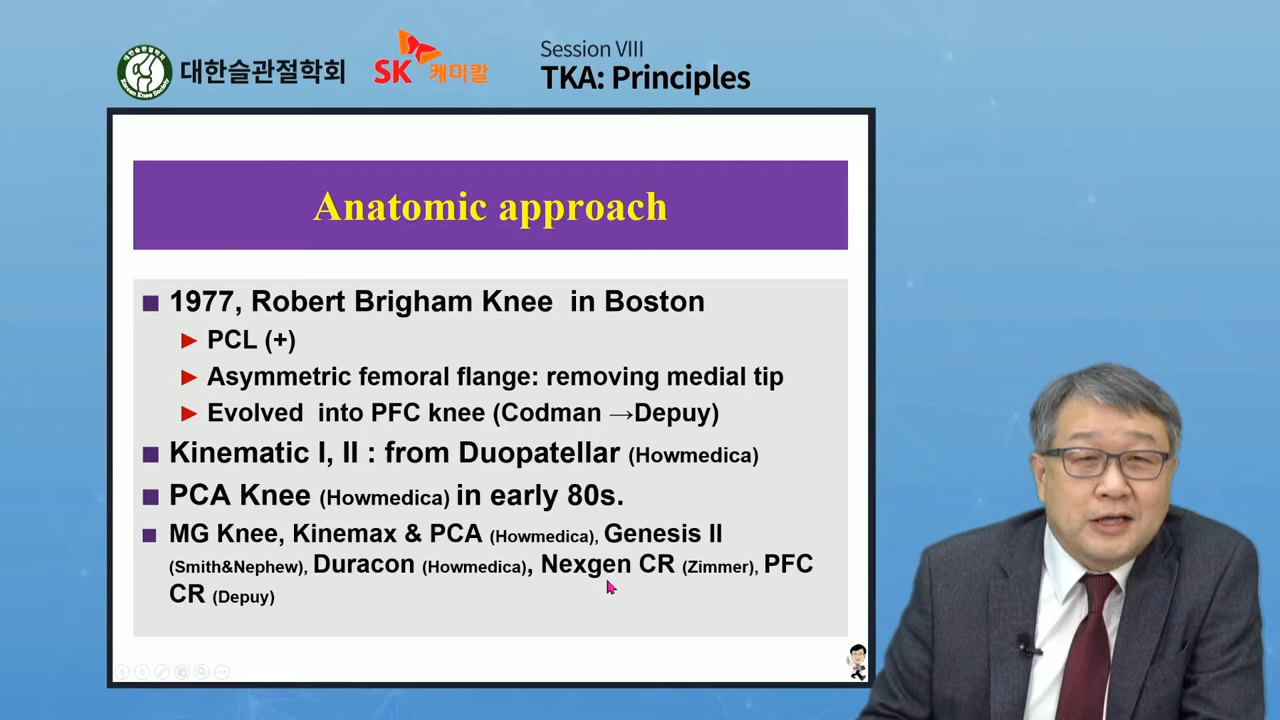 대한슬관절학회
SK 케미칼
Session VIII
TKA: Principles
Anatomic approach
1977, Robert Brigham Knee in Boston
PCL (+)
Asymmetric femoral flange: removing medial tip
Evolved into PFC knee (Codman →Depuy)
Kinematic I, II : from Duopatellar (Howmedica)
PCA Knee (Howmedica) in early 80s.
MG Knee, Kinemax & PCA (Howmedica), Genesis II
(Smith&Nephew), Duracon (Howmedica), Nexgen CR (Zimmer), PFC
CR (Depuy)